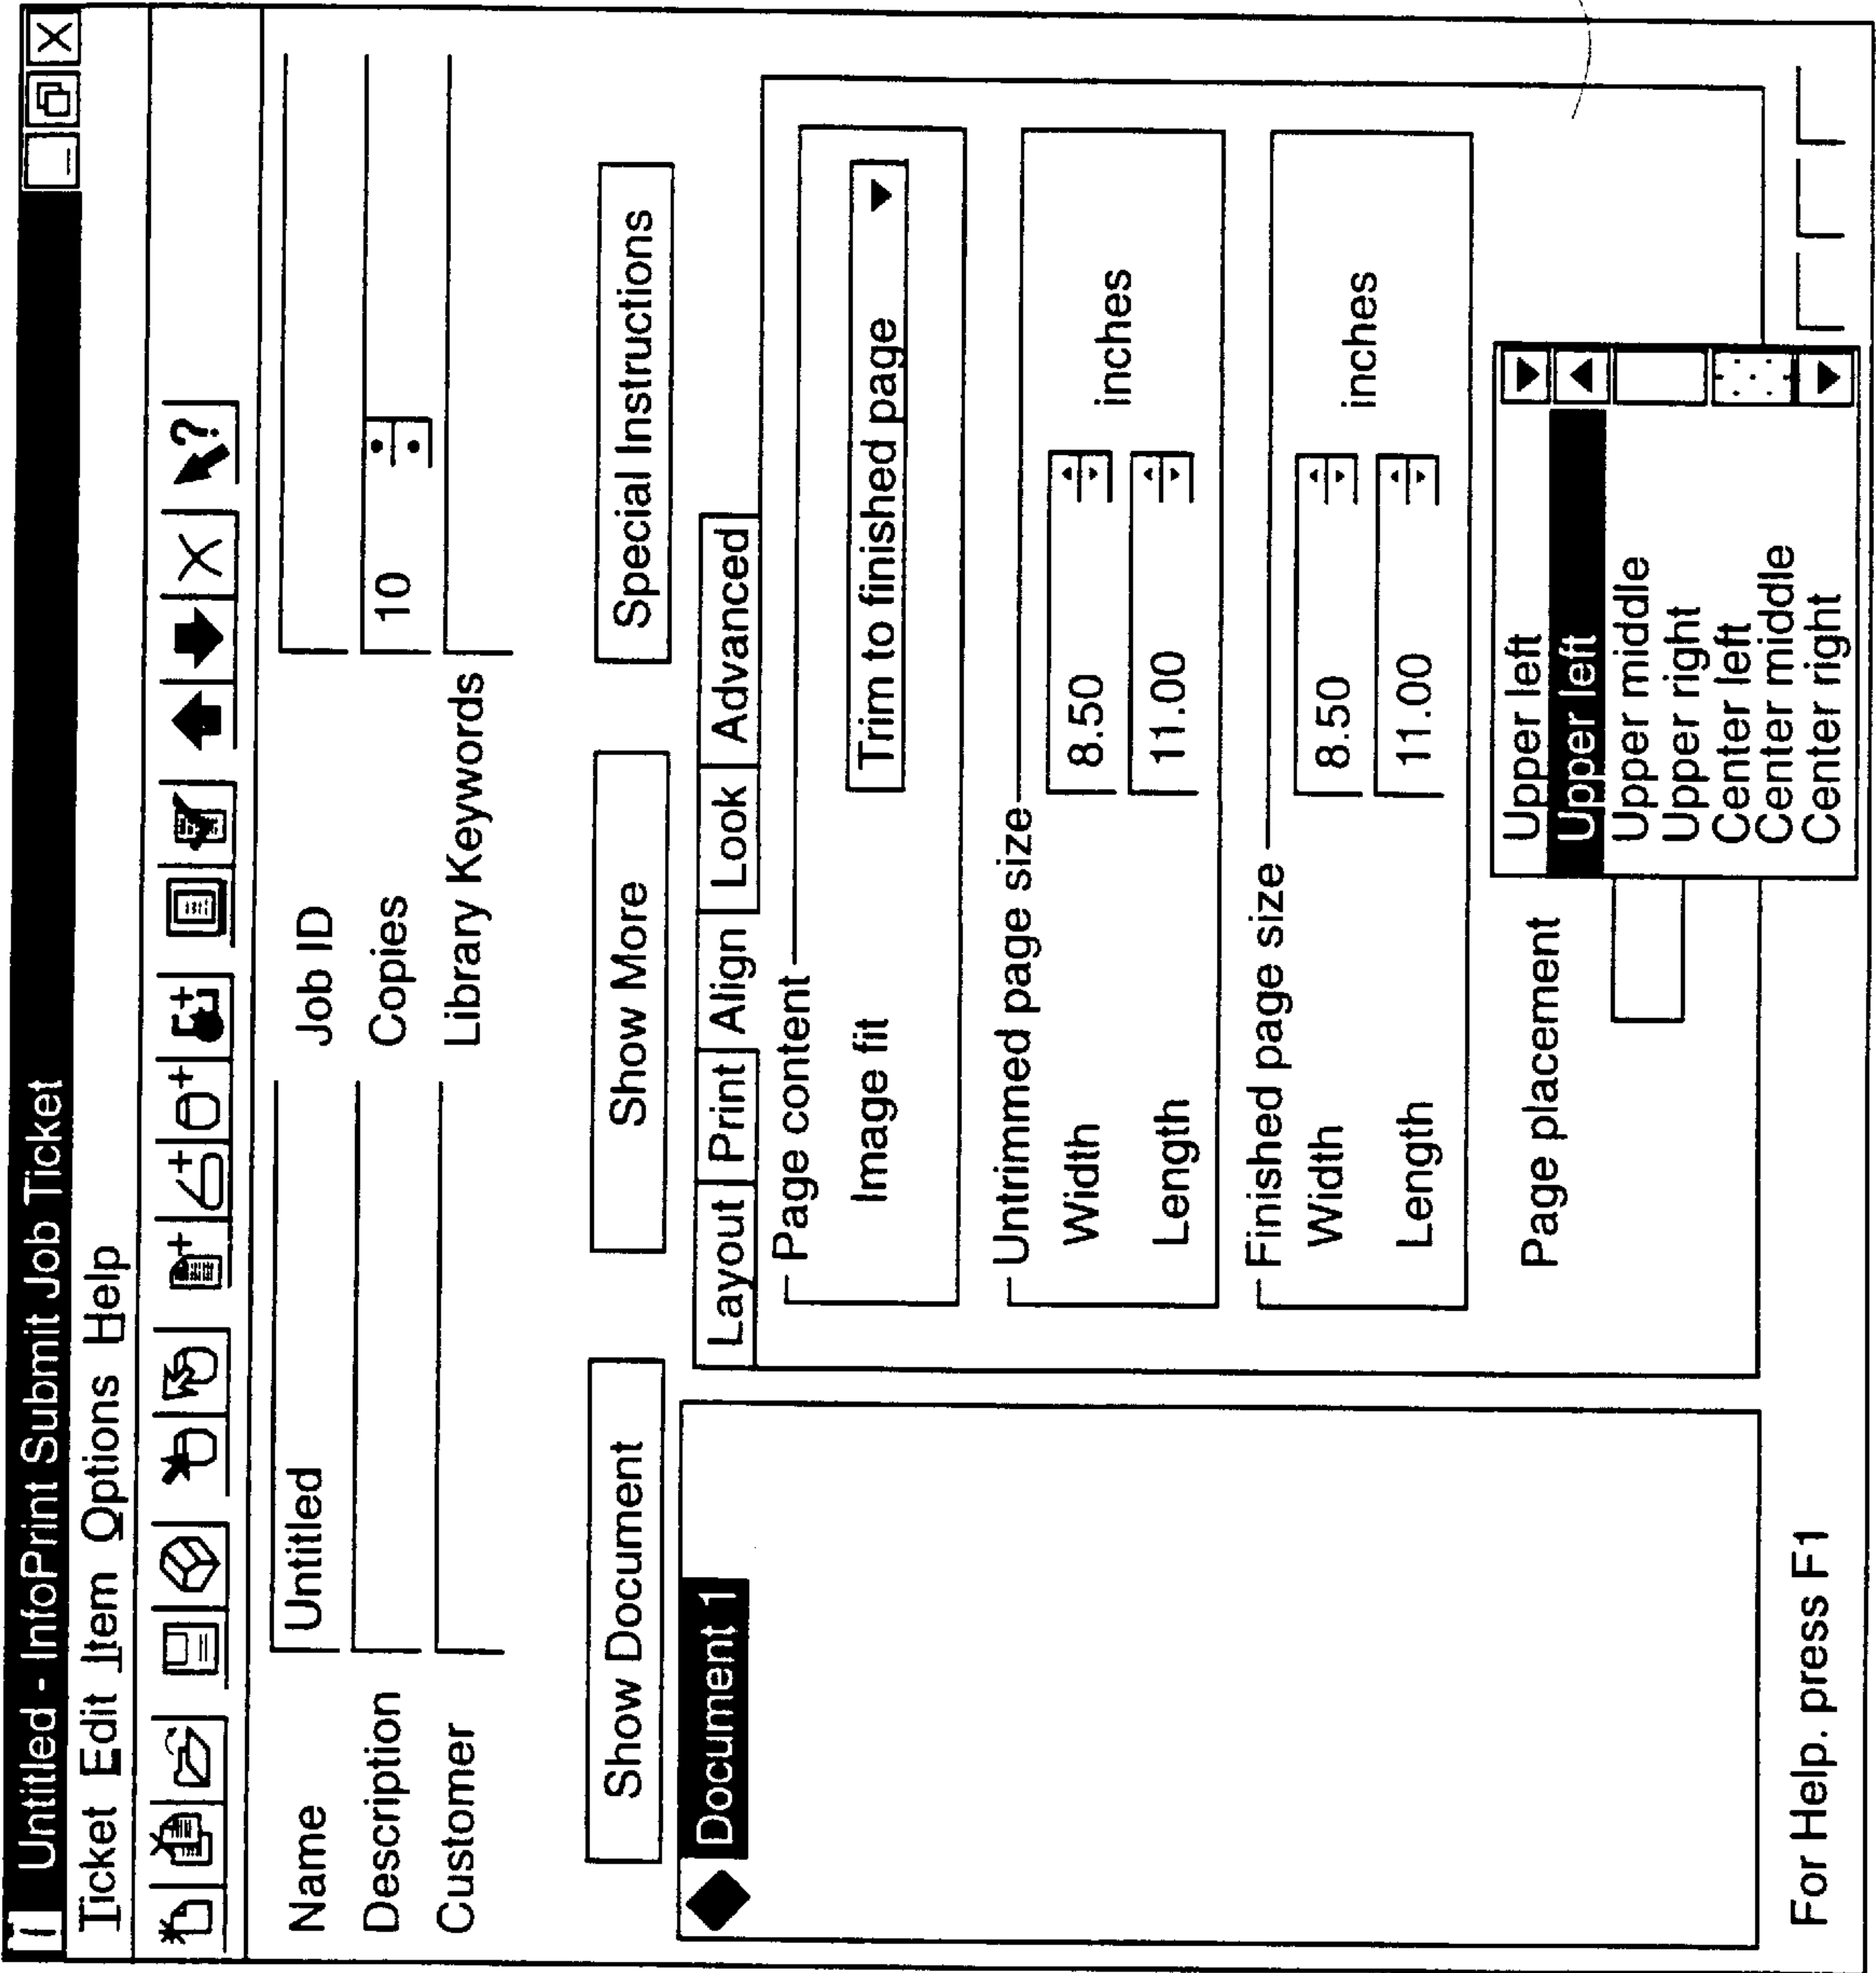 Untitled - InfoPrint Submit Job Ticket
Ticket Edit Item Options Help
Name Untitled Job ID
Description Copies 10
Customer Library Keywords
Show Document Show More Special Instructions
Document 1
Layout Print Align Look Advanced
Page content
Image fit Trim to finished page
Untrimmed page size
Width 8.50 inches
Length 11.00
Finished page size
Width 8.50 inches
Length 11.00
Page placement Upper left
Upper left
Upper middle
Upper right
Center left
Center middle
Center right
For Help. press F1